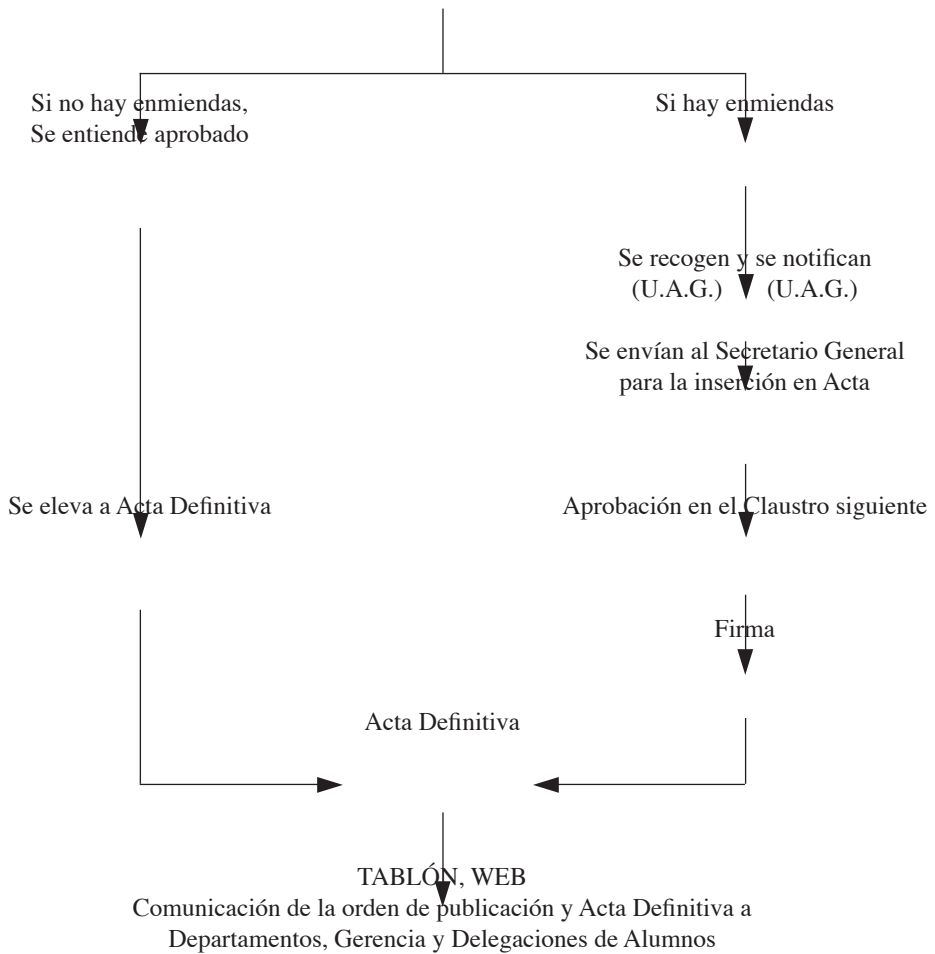 Si no hay enmiendas,
Se entiende aprobado
Si hay enmiendas
Se recogen y se notifican
(U.A.G.) (U.A.G.)
Se envían al Secretario General
para la inserción en Acta
Se eleva a Acta Definitiva
Aprobación en el Claustro siguiente
Firma
Acta Definitiva
TABLÓN, WEB
Comunicación de la orden de publicación y Acta Definitiva a
Departamentos, Gerencia y Delegaciones de Alumnos